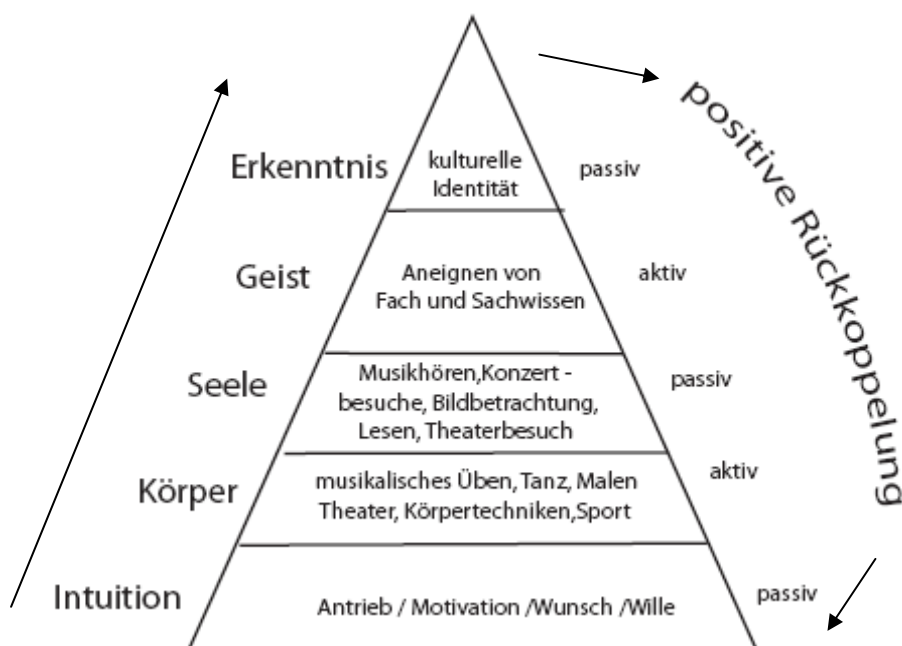 positive Rückkoppelung
Erkenntnis
kulturelle
Identität
passiv
Geist
Aneignen von
Fach und Sachwissen
aktiv
Seele
Musikhören,Konzert -
besuche, Bildbetrachtung,
Lesen, Theaterbesuch
passiv
Körper
musikalisches Üben, Tanz, Malen
Theater, Körpertechniken,Sport
aktiv
Intuition
Antrieb / Motivation /Wunsch /Wille
passiv